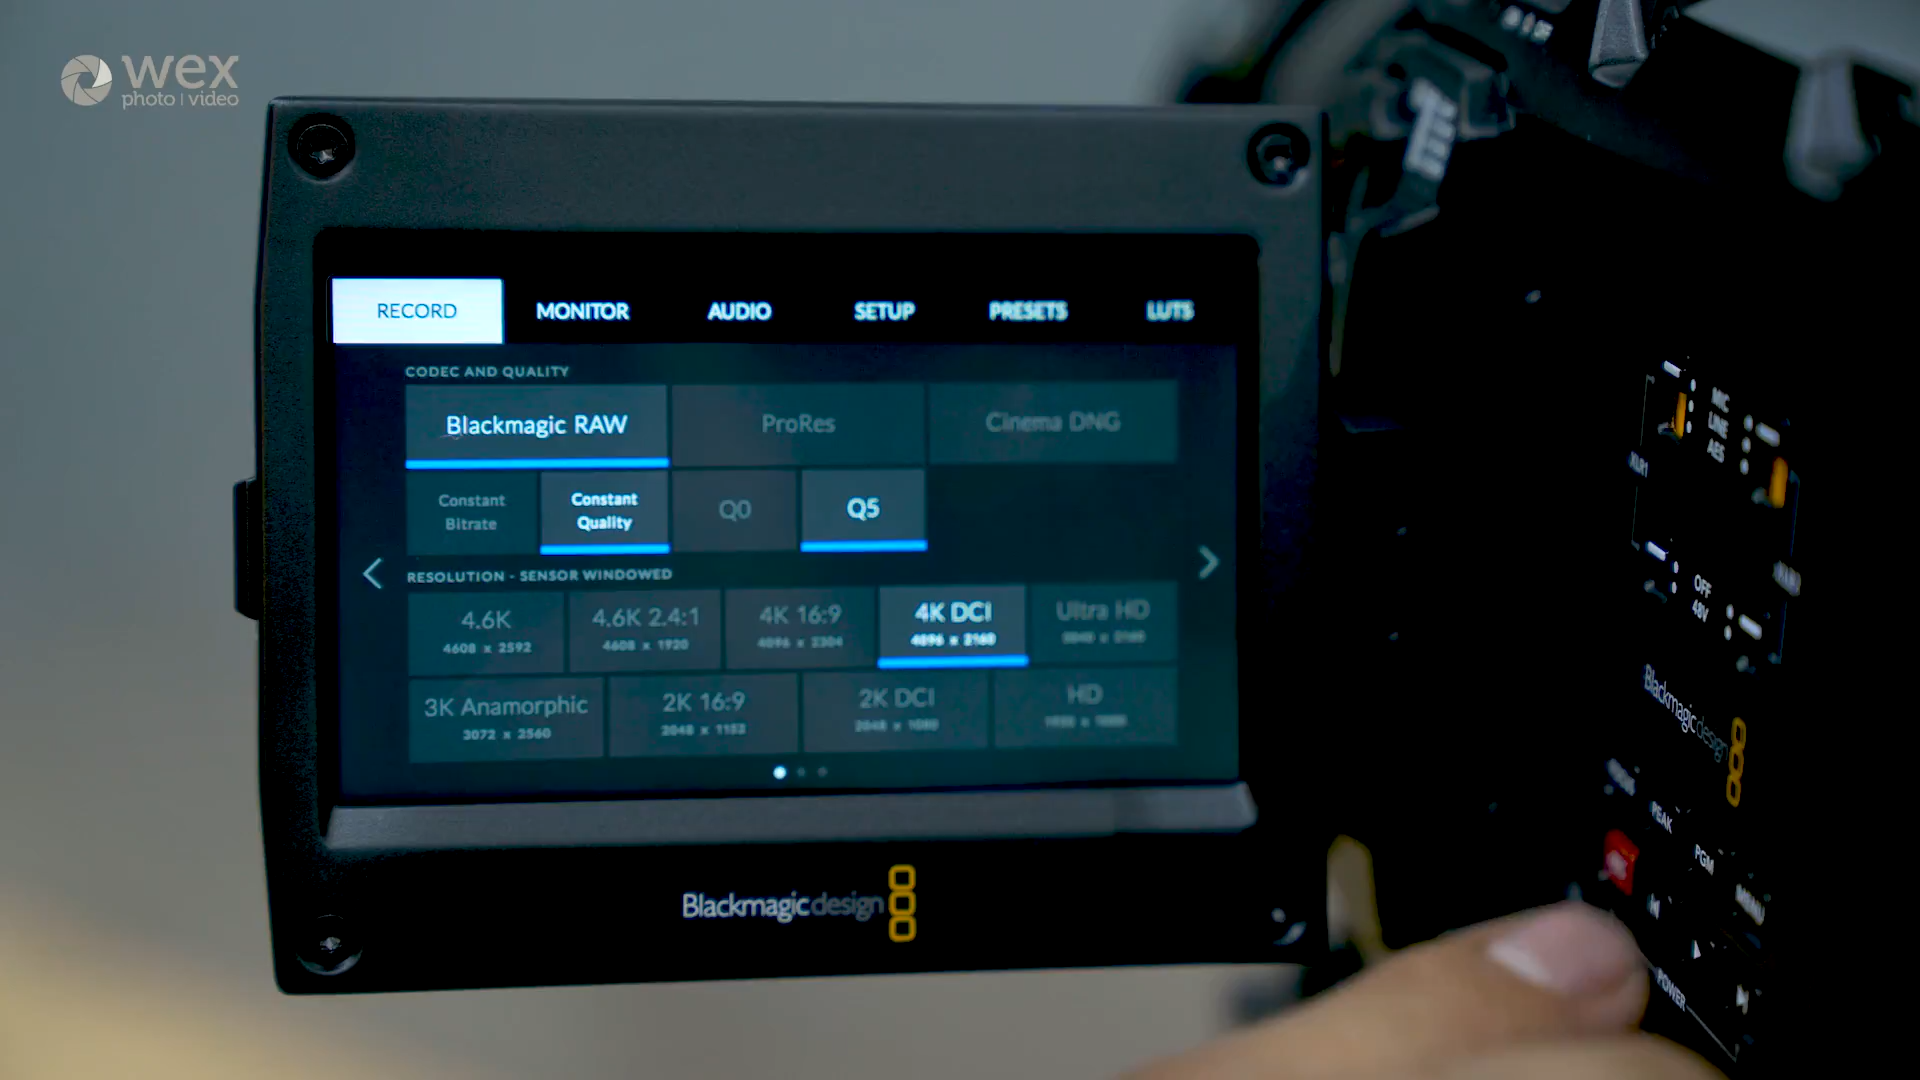 wex
photo | video
RECORD MONITOR AUDIO SETUP PRESETS LUTS
CODEC AND QUALITY
Blackmagic RAW ProRes Cinema DNG
Constant Bitrate Constant Quality Q0 Q5
RESOLUTION - SENSOR WINDOWED
4.6K 4.6K 2.4:1 4K 16:9 4K DCI Ultra HD
4608 x 2592 4608 x 1920 4096 x 2304 4096 x 2160 3840 x 2160
3K Anamorphic 2K 16:9 2K DCI HD
3072 x 2560 2048 x 1152 2048 x 1080 1920 x 1080
Blackmagicdesign
MIC
LINE
AES
XLR1
OFF
48V
Blackmagicdesign
FOCUS
PEAK
PGM
MENU
POWER